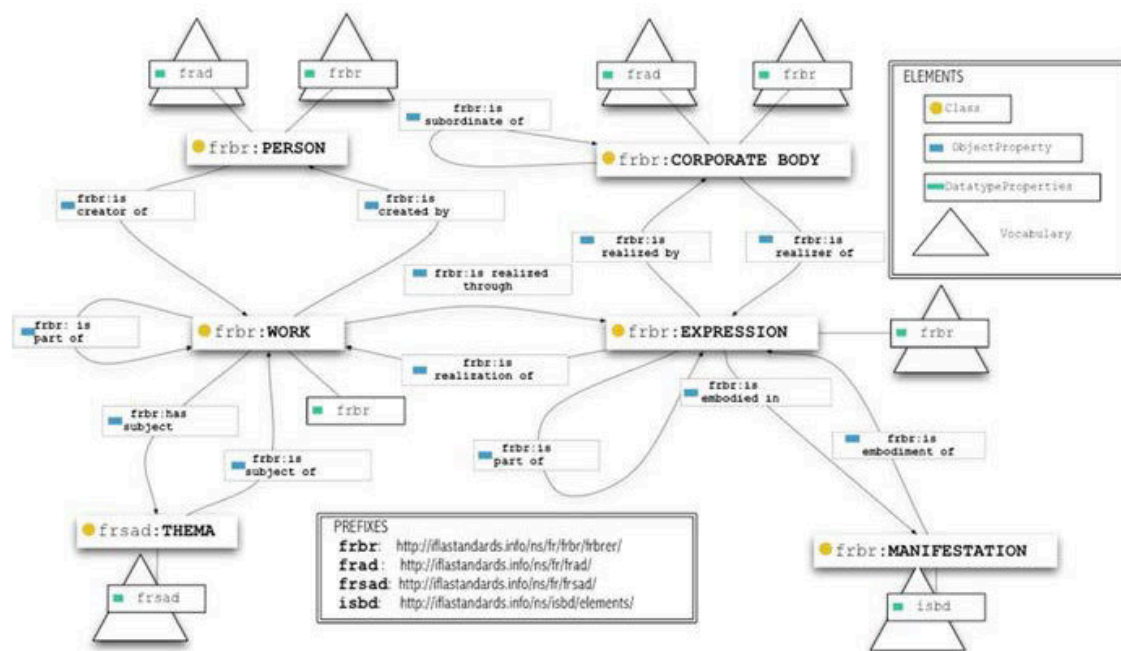 frad
frbr
frad
frbr
frbr:is
subordinate of
frbr:PERSON
frbr:CORPORATE BODY
ELEMENTS
Class
ObjectProperty
DatatypeProperties
Vocabulary
frbr:is
creator of
frbr:is
created by
frbr:is
realized by
frbr:is
realizer of
frbr:is realized
through
frbr: is
part of
frbr:WORK
frbr:EXPRESSION
frbr
frbr:is
realization of
frbr:is
embodied in
frbr:has
subject
frbr
frbr:is
subject of
frbr:is
part of
frbr:is
embodiment of
frsad:THEMA
frbr:MANIFESTATION
frsad
isbd
PREFIXES
frbr: http://iflastandards.info/ns/fr/frbr/frbrer/
frad: http://iflastandards.info/ns/fr/frad/
frsad: http://iflastandards.info/ns/fr/frsad/
isbd: http://iflastandards.info/ns/isbd/elements/